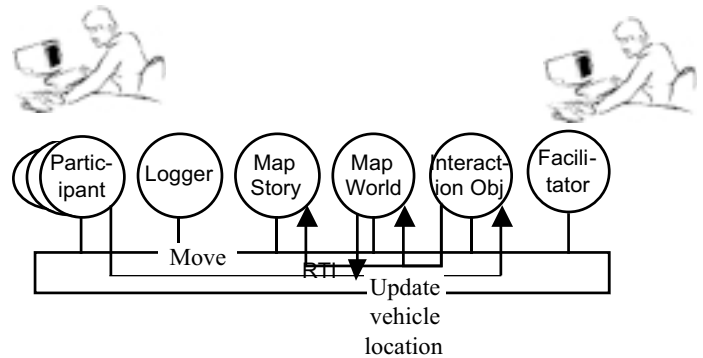 Partic-
ipant
Logger
Map
Story
Map
World
Interact-
ion Obj
Facili-
tator
Move
RTI
Update
vehicle
location